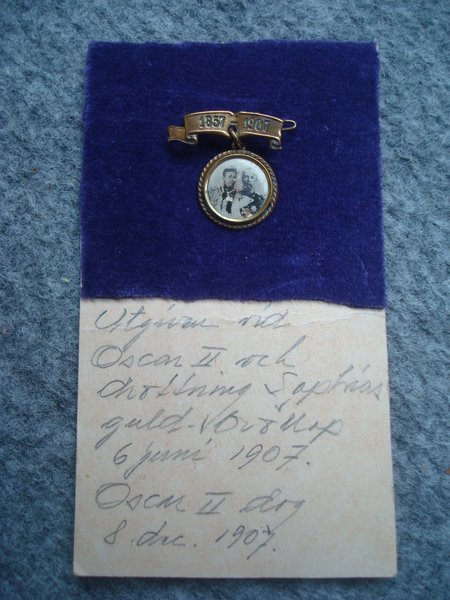 1857-1907
Utgiven vid
Oscar II och
drottning Sophias
guld-bröllop
6 juni 1907.
Oscar II dog
8 dec. 1907.